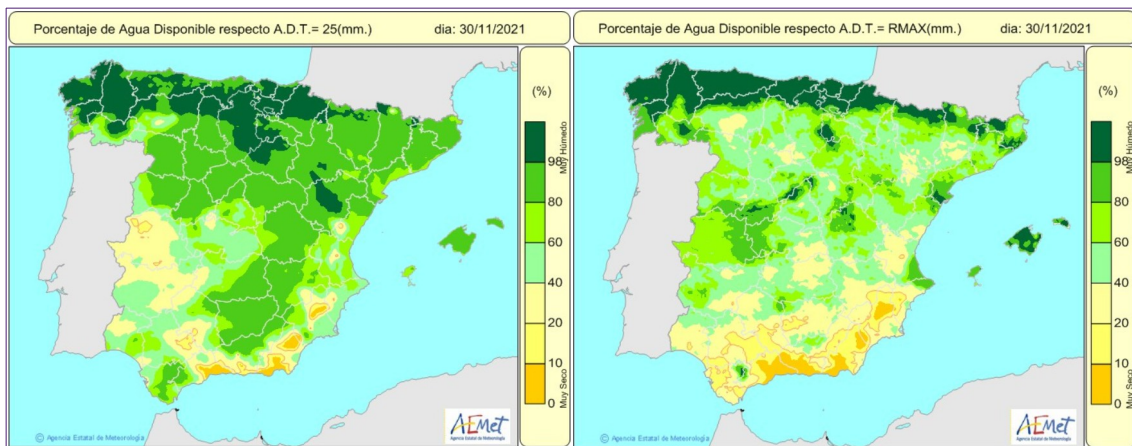 Porcentaje de Agua Disponible respecto A.D.T.= 25(mm.) dia: 30/11/2021
(%)
Muy Húmedo
98
80
60
40
20
10
0
Muy Seco
AEMet
Agencia Estatal de Meteorología
© Agencia Estatal de Meteorología
Porcentaje de Agua Disponible respecto A.D.T.= RMAX(mm.) dia: 30/11/2021
(%)
Muy Húmedo
98
80
60
40
20
10
0
Muy Seco
AEMet
Agencia Estatal de Meteorología
© Agencia Estatal de Meteorología